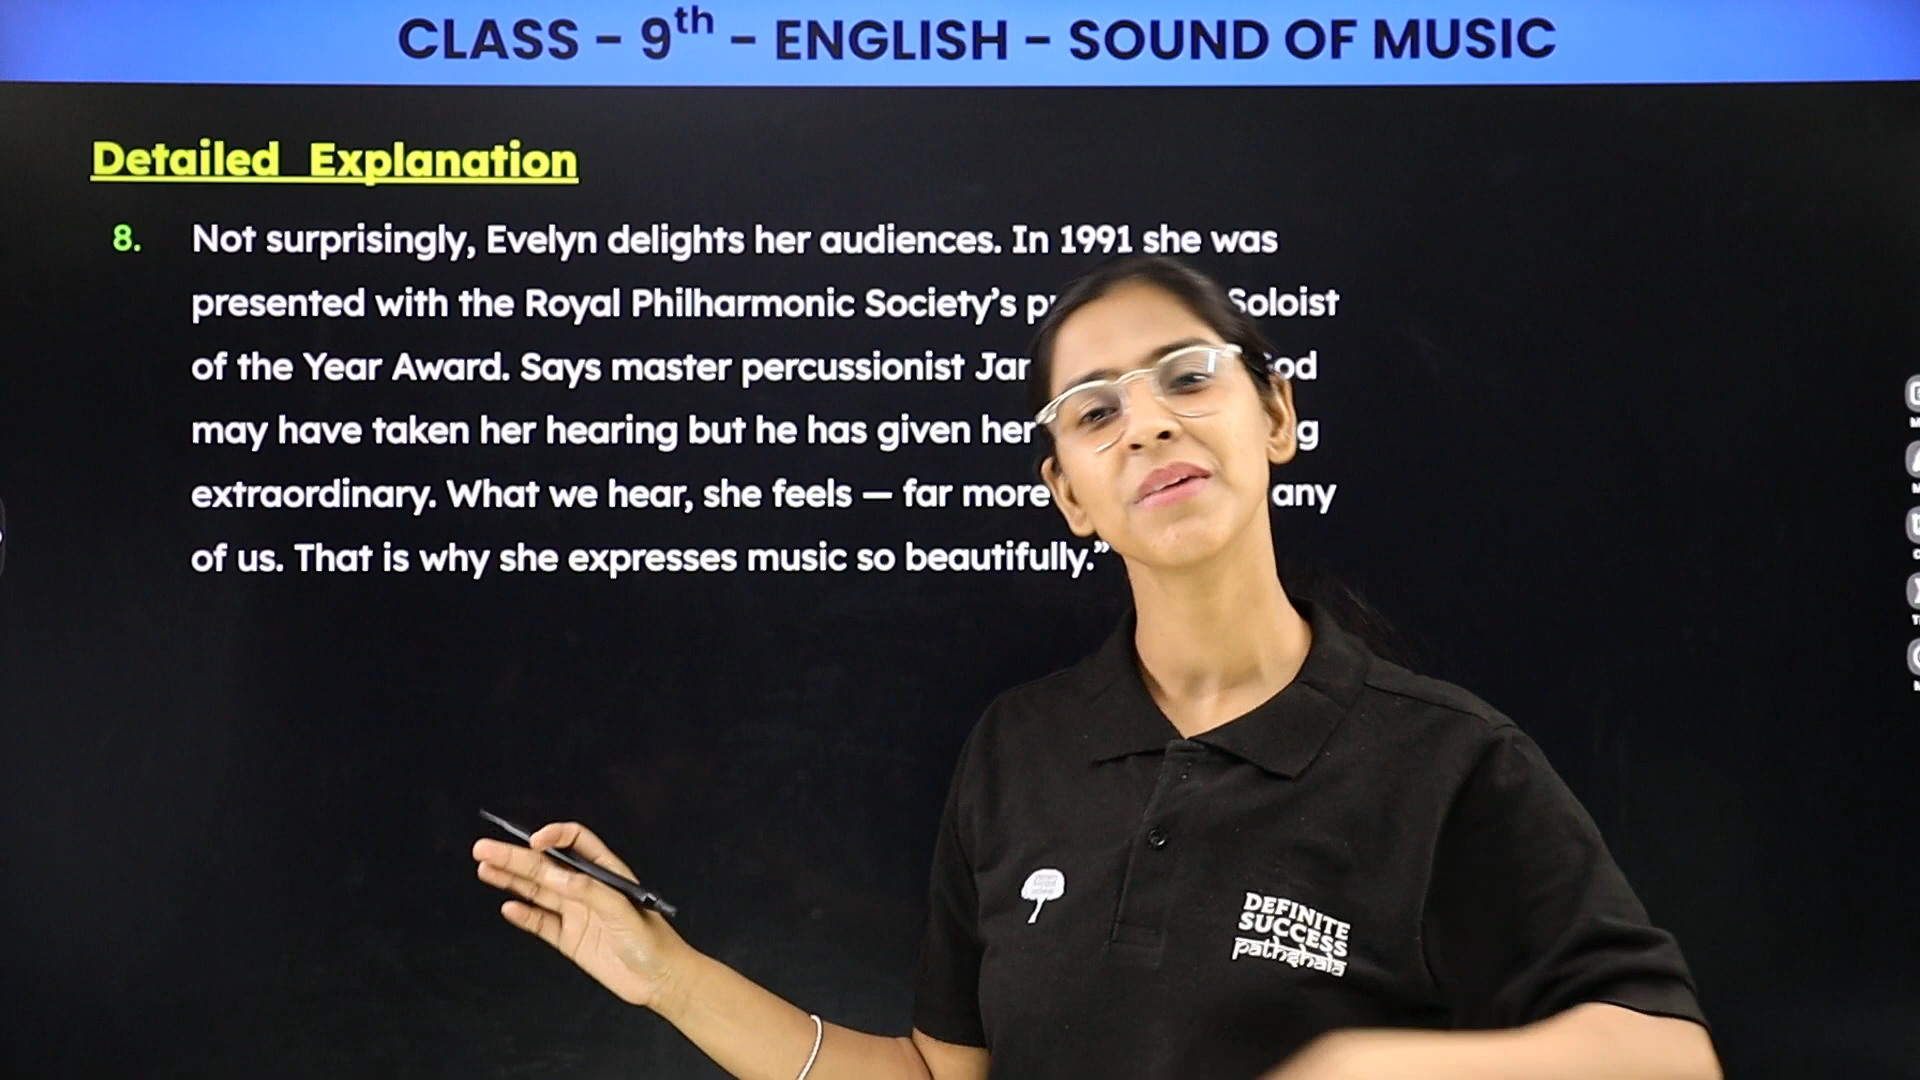 CLASS - 9th - ENGLISH - SOUND OF MUSIC
Detailed Explanation
8. Not surprisingly, Evelyn delights her audiences. In 1991 she was
presented with the Royal Philharmonic Society's Soloist
of the Year Award. Says master percussionist
may have taken her hearing but he has given her
extraordinary. What we hear, she feels — far more any
of us. That is why she expresses music so beautifully.”
DEFINITE
SUCCESS
pathshala